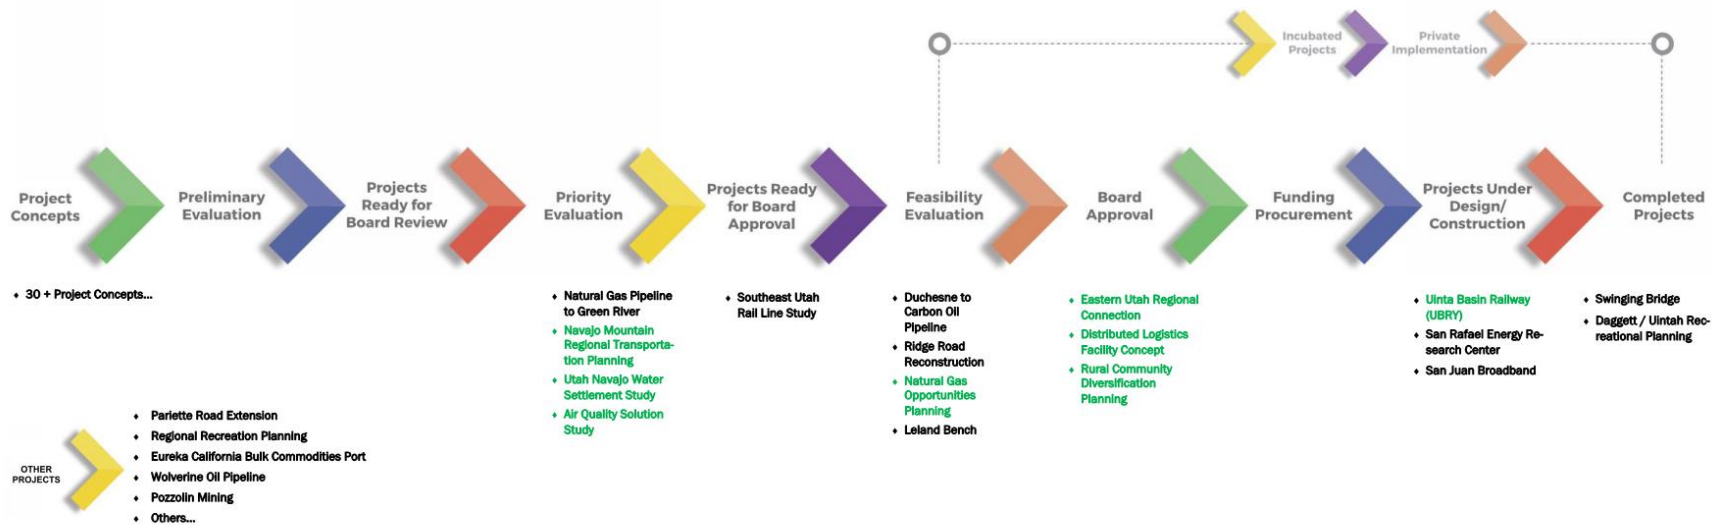 Incubated
Projects
Private
Implementation
Project
Concepts
Preliminary
Evaluation
Projects
Ready for
Board Review
Priority
Evaluation
Projects Ready
for Board
Approval
Feasibility
Evaluation
Board
Approval
Funding
Procurement
Projects Under
Design/
Construction
Completed
Projects
♦ 30 + Project Concepts...
♦ Natural Gas Pipeline
to Green River
♦ Navajo Mountain
Regional Transporta-
tion Planning
♦ Utah Navajo Water
Settlement Study
♦ Air Quality Solution
Study
♦ Southeast Utah
Rail Line Study
♦ Duchesne to
Carbon Oil
Pipeline
♦ Ridge Road
Reconstruction
♦ Natural Gas
Opportunities
Planning
♦ Leland Bench
♦ Eastern Utah Regional
Connection
♦ Distributed Logistics
Facility Concept
♦ Rural Community
Diversification
Planning
♦ Uinta Basin Railway
(UBRY)
♦ San Rafael Energy Re-
search Center
♦ San Juan Broadband
♦ Swinging Bridge
♦ Daggett / Uintah Rec-
reational Planning
OTHER
PROJECTS
♦ Pariette Road Extension
♦ Regional Recreation Planning
♦ Eureka California Bulk Commodities Port
♦ Wolverine Oil Pipeline
♦ Pozzolin Mining
♦ Others...